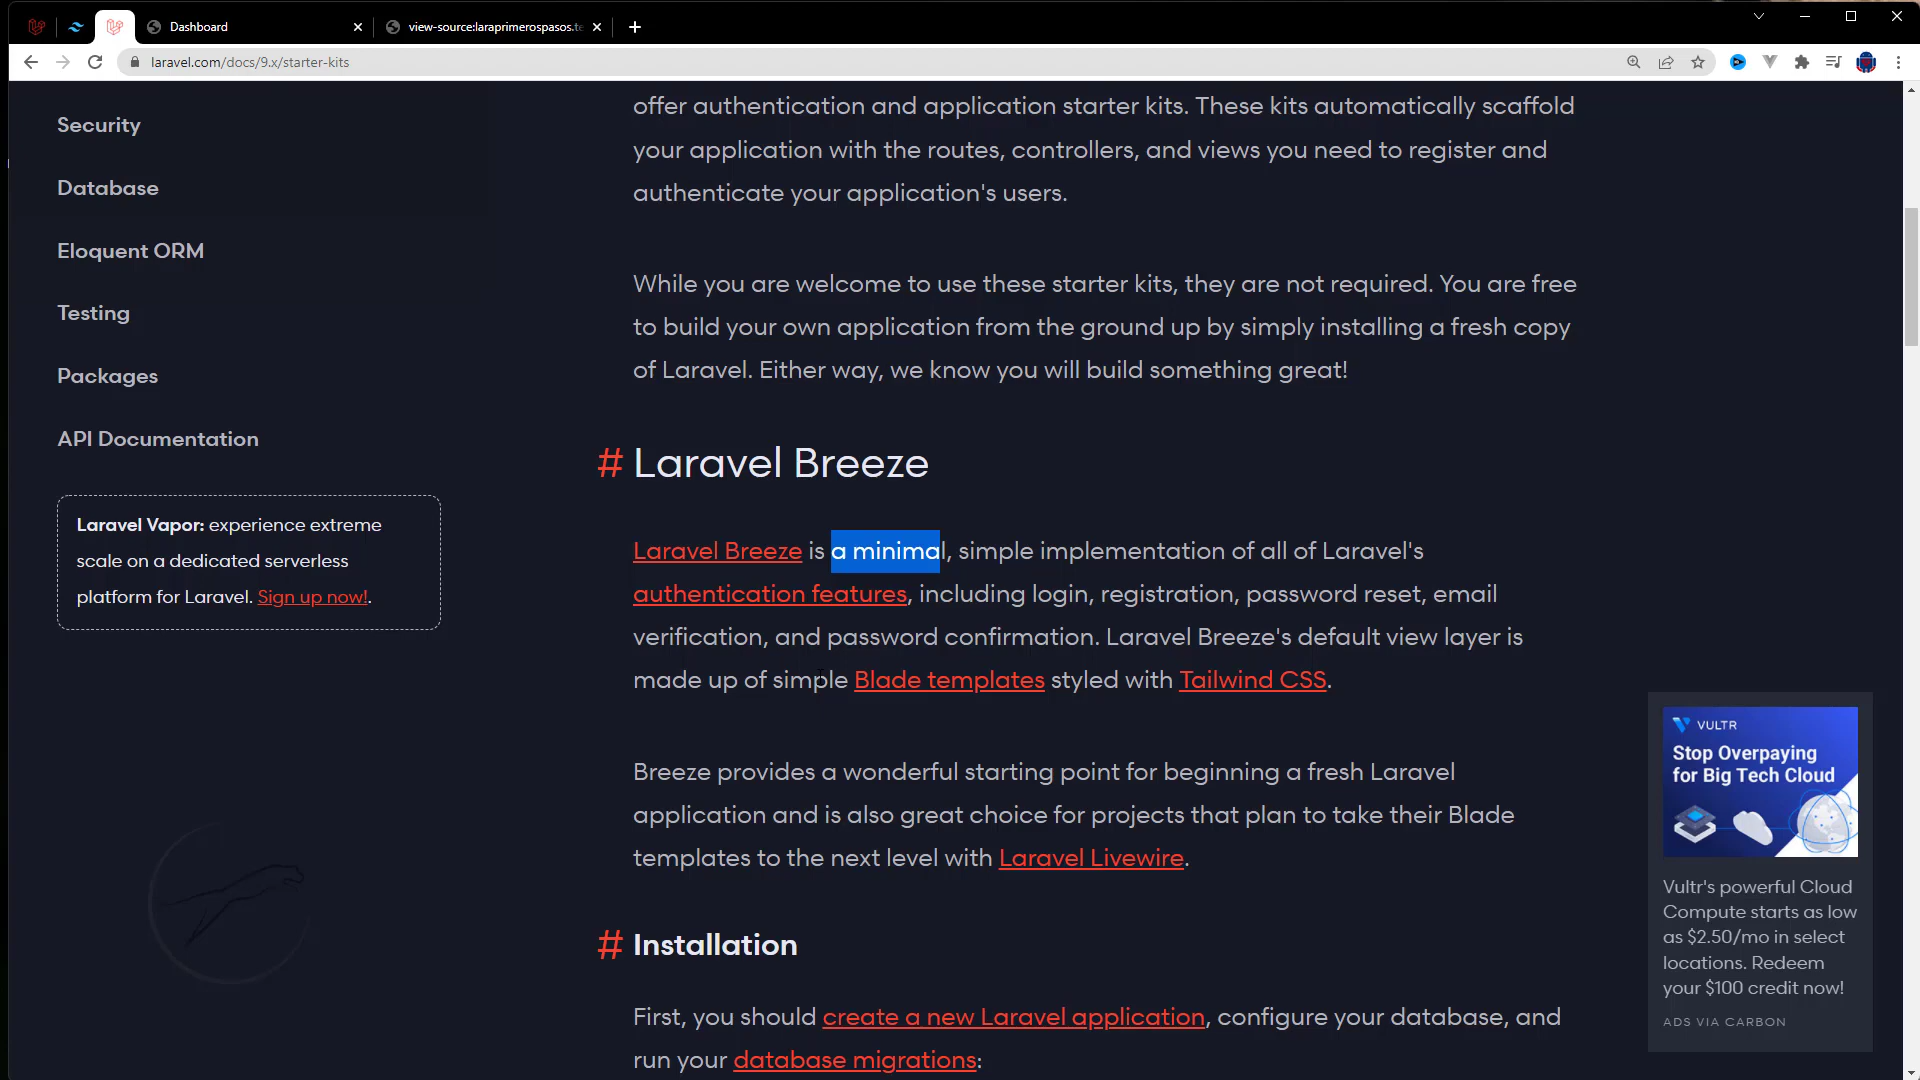 Dashboard
view-source:laraprimerospasos.te
laravel.com/docs/9.x/starter-kits
Security
Database
Eloquent ORM
Testing
Packages
API Documentation
Laravel Vapor: experience extreme
scale on a dedicated serverless
platform for Laravel. Sign up now!.
offer authentication and application starter kits. These kits automatically scaffold
your application with the routes, controllers, and views you need to register and
authenticate your application's users.
While you are welcome to use these starter kits, they are not required. You are free
to build your own application from the ground up by simply installing a fresh copy
of Laravel. Either way, we know you will build something great!
# Laravel Breeze
Laravel Breeze is a minimal, simple implementation of all of Laravel's
authentication features, including login, registration, password reset, email
verification, and password confirmation. Laravel Breeze's default view layer is
made up of simple Blade templates styled with Tailwind CSS.
Breeze provides a wonderful starting point for beginning a fresh Laravel
application and is also great choice for projects that plan to take their Blade
templates to the next level with Laravel Livewire.
# Installation
First, you should create a new Laravel application, configure your database, and
run your database migrations:
VULTR
Stop Overpaying
for Big Tech Cloud
Vultr's powerful Cloud
Compute starts as low
as $2.50/mo in select
locations. Redeem
your $100 credit now!
ADS VIA CARBON